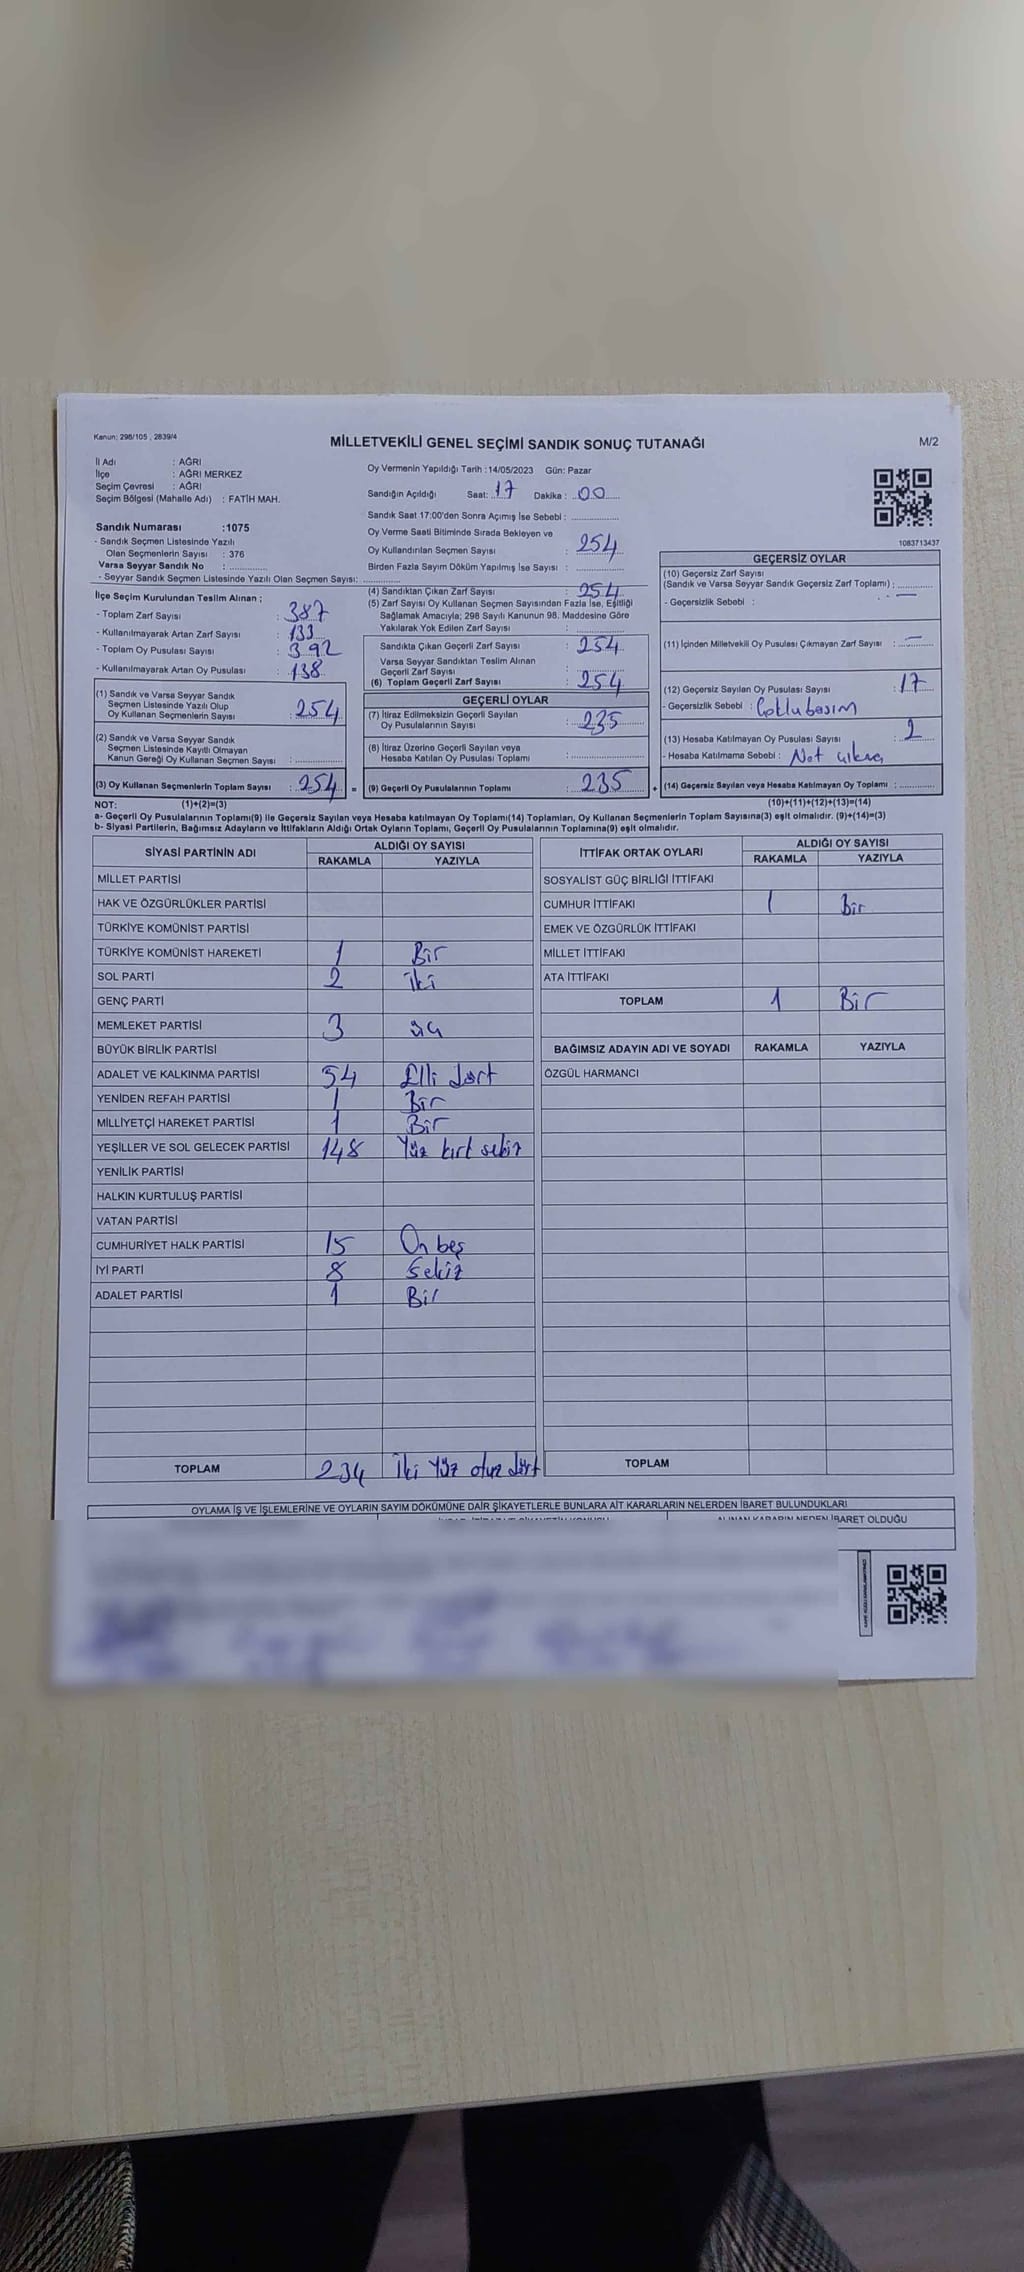 Kanun: 298/105 , 2839/4
MİLLETVEKİLİ GENEL SEÇİMİ SANDIK SONUÇ TUTANAĞI
M/2
İl Adı : AĞRI
İlçe : AĞRI MERKEZ
Seçim Çevresi : AĞRI
Seçim Bölgesi (Mahalle Adı) : FATİH MAH.
Sandık Numarası :1075
- Sandık Seçmen Listesinde Yazılı
Olan Seçmenlerin Sayısı : 376
Varsa Seyyar Sandık No :
- Seyyar Sandık Seçmen Listesinde Yazılı Olan Seçmen Sayısı:
Oy Vermenin Yapıldığı Tarih :14/05/2023 Gün: Pazar
Sandığın Açıldığı Saat: 17 Dakika : 00
Sandık Saat 17:00'den Sonra Açılmış İse Sebebi :
Oy Verme Saati Bitiminde Sırada Bekleyen ve
Oy Kullandırılan Seçmen Sayısı : 254
Birden Fazla Sayım Döküm Yapılmış İse Sayısı :
1083713437
İlçe Seçim Kurulundan Teslim Alınan ;
- Toplam Zarf Sayısı : 387
- Kullanılmayarak Artan Zarf Sayısı : 133
- Toplam Oy Pusulası Sayısı : 392
- Kullanılmayarak Artan Oy Pusulası : 138
(1) Sandık ve Varsa Seyyar Sandık
Seçmen Listesinde Yazılı Olup
Oy Kullanan Seçmenlerin Sayısı : 254
(2) Sandık ve Varsa Seyyar Sandık
Seçmen Listesinde Kayıtlı Olmayan
Kanun Gereği Oy Kullanan Seçmen Sayısı :
(3) Oy Kullanan Seçmenlerin Toplam Sayısı : 254 =
(4) Sandıktan Çıkan Zarf Sayısı : 254
(5) Zarf Sayısı Oy Kullanan Seçmen Sayısından Fazla İse, Eşitliği
Sağlamak Amacıyla; 298 Sayılı Kanunun 98. Maddesine Göre
Yakılarak Yok Edilen Zarf Sayısı :
Sandıkta Çıkan Geçerli Zarf Sayısı : 254
Varsa Seyyar Sandıktan Teslim Alınan
Geçerli Zarf Sayısı :
(6) Toplam Geçerli Zarf Sayısı : 254
GEÇERLİ OYLAR
(7) İtiraz Edilmeksizin Geçerli Sayılan
Oy Pusulalarının Sayısı : 235
(8) İtiraz Üzerine Geçerli Sayılan veya
Hesaba Katılan Oy Pusulası Toplamı :
(9) Geçerli Oy Pusulalarının Toplamı : 235 +
GEÇERSİZ OYLAR
(10) Geçersiz Zarf Sayısı
(Sandık ve Varsa Seyyar Sandık Geçersiz Zarf Toplamı) :
- Geçersizlik Sebebi : —
(11) İçinden Milletvekili Oy Pusulası Çıkmayan Zarf Sayısı : —
(12) Geçersiz Sayılan Oy Pusulası Sayısı : 17
- Geçersizlik Sebebi : Çoklu basım
(13) Hesaba Katılmayan Oy Pusulası Sayısı : 2
- Hesaba Katılmama Sebebi : Not
(14) Geçersiz Sayılan veya Hesaba Katılmayan Oy Toplamı :
NOT: (1)+(2)=(3) (10)+(11)+(12)+(13)=(14)
a- Geçerli Oy Pusulalarının Toplamı(9) ile Geçersiz Sayılan veya Hesaba katılmayan Oy Toplamı(14) Toplamları, Oy Kullanan Seçmenlerin Toplam Sayısına(3) eşit olmalıdır. (9)+(14)=(3)
b- Siyasi Partilerin, Bağımsız Adayların ve İttifakların Aldığı Ortak Oyların Toplamı, Geçerli Oy Pusulalarının Toplamına(9) eşit olmalıdır.
SİYASİ PARTİNİN ADI ALDIĞI OY SAYISI
RAKAMLA YAZIYLA
MİLLET PARTİSİ
HAK VE ÖZGÜRLÜKLER PARTİSİ
TÜRKİYE KOMÜNİST PARTİSİ
TÜRKİYE KOMÜNİST HAREKETİ 1 Bir
SOL PARTİ 2 iki
GENÇ PARTİ
MEMLEKET PARTİSİ 3 üç
BÜYÜK BİRLİK PARTİSİ
ADALET VE KALKINMA PARTİSİ 54 Elli dört
YENİDEN REFAH PARTİSİ 1 Bir
MİLLİYETÇİ HAREKET PARTİSİ 1 Bir
YEŞİLLER VE SOL GELECEK PARTİSİ 148 Yüz kırk sekiz
YENİLİK PARTİSİ
HALKIN KURTULUŞ PARTİSİ
VATAN PARTİSİ
CUMHURİYET HALK PARTİSİ 15 On beş
İYİ PARTİ 8 Sekiz
ADALET PARTİSİ 1 Bir
TOPLAM 234 İki Yüz otuz dört
İTTİFAK ORTAK OYLARI ALDIĞI OY SAYISI
RAKAMLA YAZIYLA
SOSYALİST GÜÇ BİRLİĞİ İTTİFAKI
CUMHUR İTTİFAKI 1 Bir
EMEK VE ÖZGÜRLÜK İTTİFAKI
MİLLET İTTİFAKI
ATA İTTİFAKI
TOPLAM 1 Bir
BAĞIMSIZ ADAYIN ADI VE SOYADI RAKAMLA YAZIYLA
ÖZGÜL HARMANCI
TOPLAM
OYLAMA İŞ VE İŞLEMLERİNE VE OYLARIN SAYIM DÖKÜMÜNE DAİR ŞİKAYETLERLE BUNLARA AİT KARARLARIN NELERDEN İBARET BULUNDUKLARI
ALINAN KARARIN NEDEN İBARET OLDUĞU